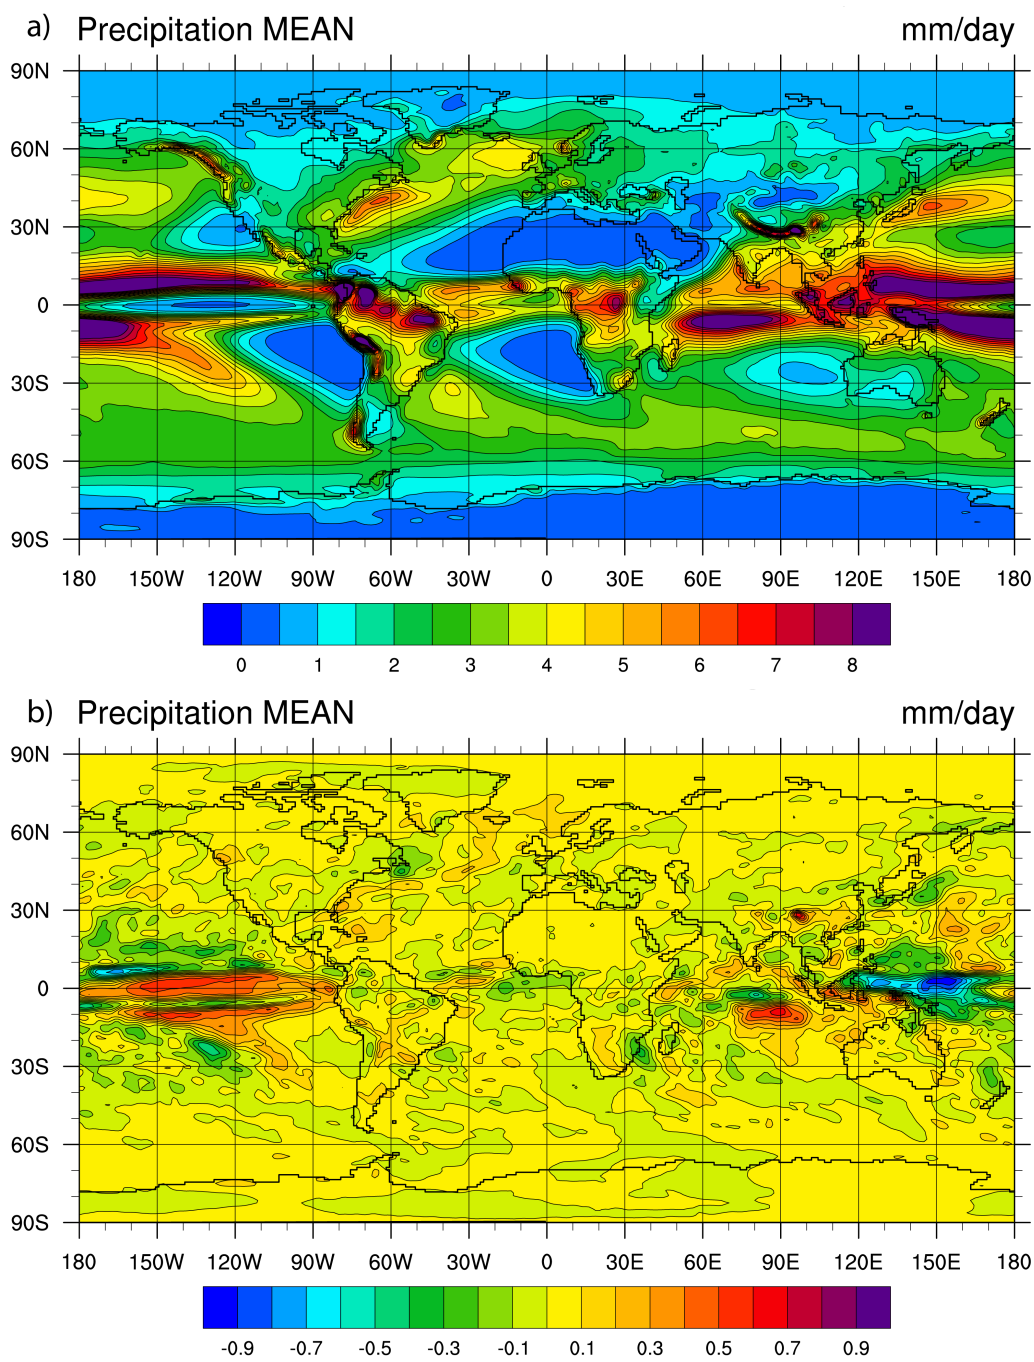 a) Precipitation MEAN mm/day
90N
60N
30N
0
30S
60S
90S
180 150W 120W 90W 60W 30W 0 30E 60E 90E 120E 150E 180
0 1 2 3 4 5 6 7 8
b) Precipitation MEAN mm/day
90N
60N
30N
0
30S
60S
90S
180 150W 120W 90W 60W 30W 0 30E 60E 90E 120E 150E 180
-0.9 -0.7 -0.5 -0.3 -0.1 0.1 0.3 0.5 0.7 0.9